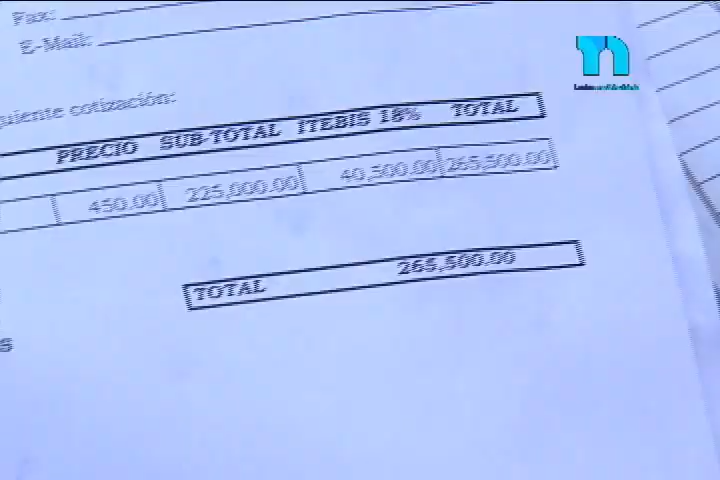 Fax:
E-Mail:
cotización:
PRECIO SUB-TOTAL ITEBIS 18% TOTAL
450.00 225,000.00 40,500.00 265,500.00
TOTAL 265,500.00